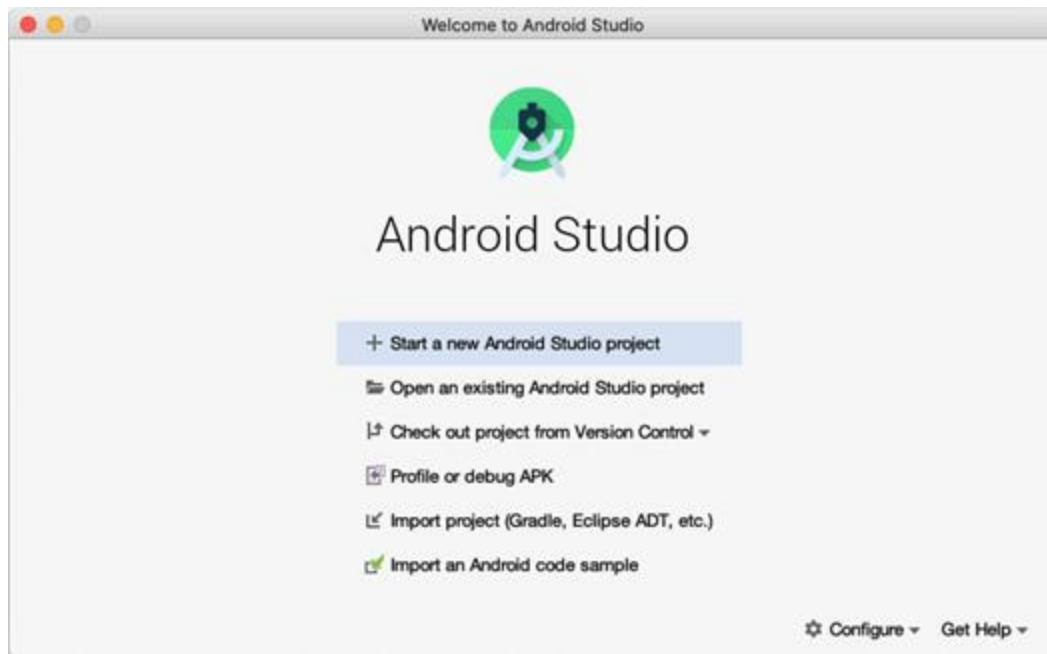 Welcome to Android Studio
Android Studio
Start a new Android Studio project
Open an existing Android Studio project
Check out project from Version Control
Profile or debug APK
Import project (Gradle, Eclipse ADT, etc.)
Import an Android code sample
Configure Get Help